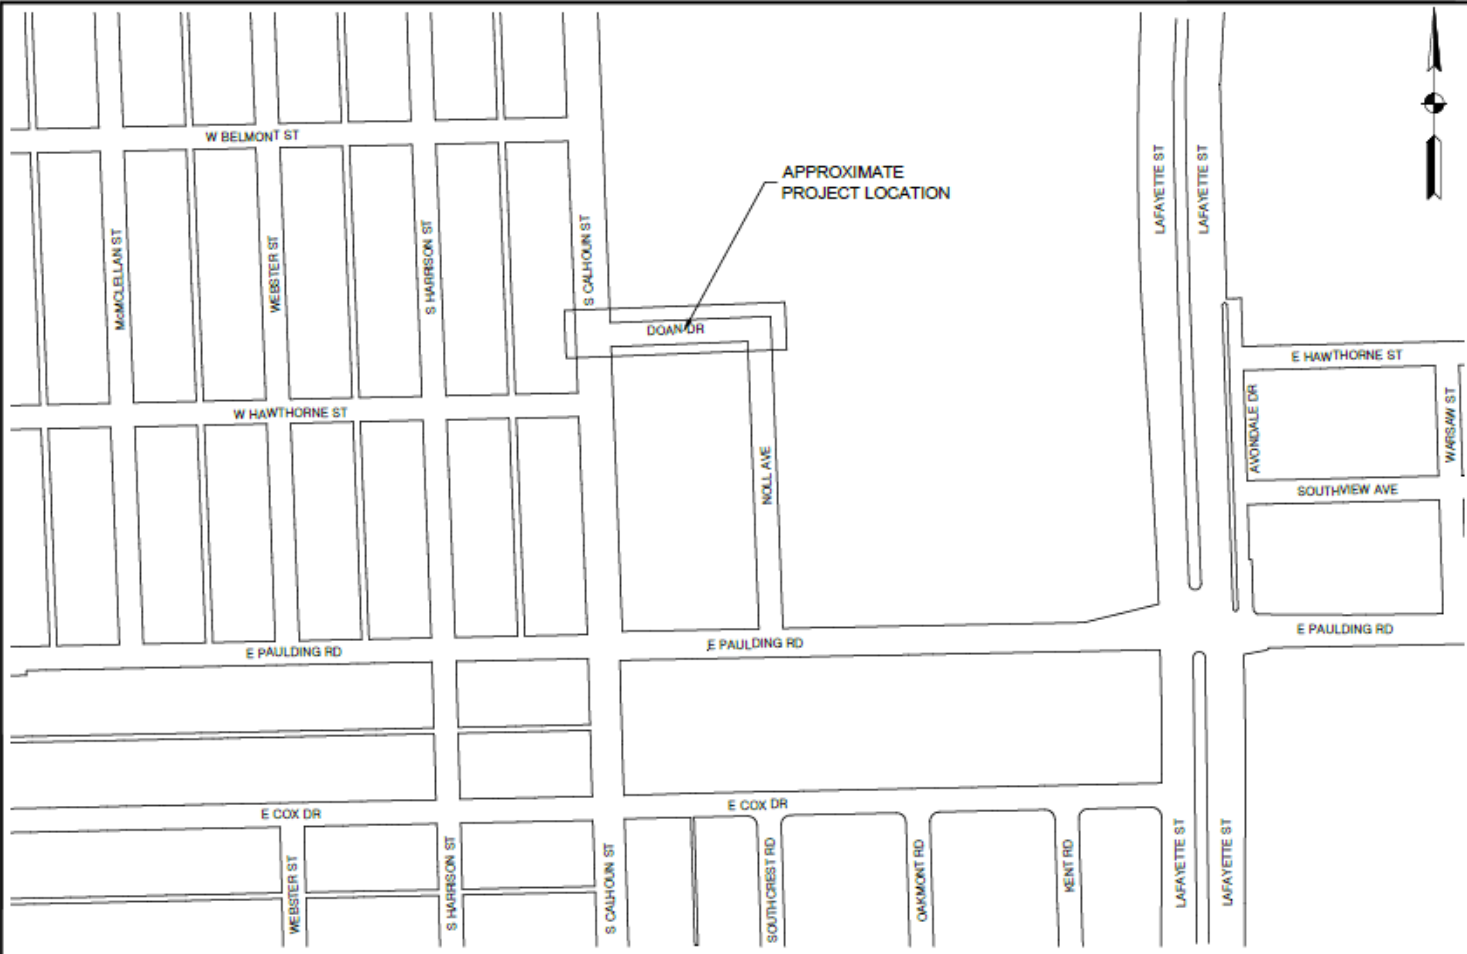 W BELMONT ST
APPROXIMATE
PROJECT LOCATION
LAFAYETTE ST
LAFAYETTE ST
McMCLELLAN ST
WEBSTER ST
S HARRISON ST
S CALHOUN ST
DOAN DR
E HAWTHORNE ST
AVONDALE DR
WARSAW ST
W HAWTHORNE ST
NOLL AVE
SOUTHVIEW AVE
E PAULDING RD
E PAULDING RD
E PAULDING RD
E COX DR
E COX DR
WEBSTER ST
S HARRISON ST
S CALHOUN ST
SOUTHCREST RD
OAKMONT RD
KENT RD
LAFAYETTE ST
LAFAYETTE ST